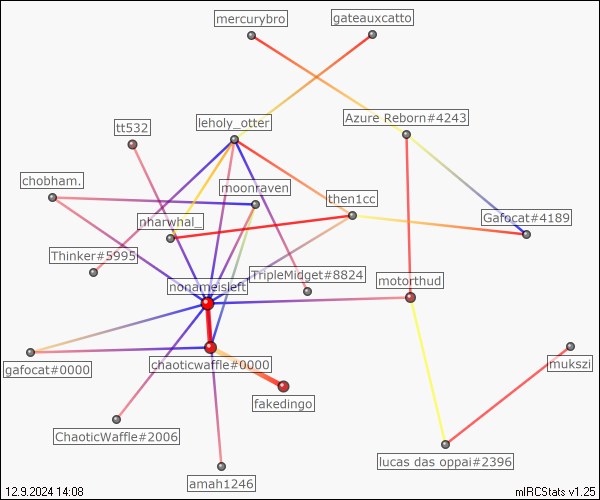 mercurybro
gateauxcatto
tt532
leholy_otter
Azure Reborn#4243
chobham.
moonraven
then1cc
nharwhal_
Gafocat#4189
Thinker#5995
TripleMidget#8824
nonameisleft
motorthud
gafocat#0000
chaoticwaffle#0000
mukszi
fakedingo
ChaoticWaffle#2006
lucas das oppai#2396
amah1246
12.9.2024 14:08
mIRCStats v1.25